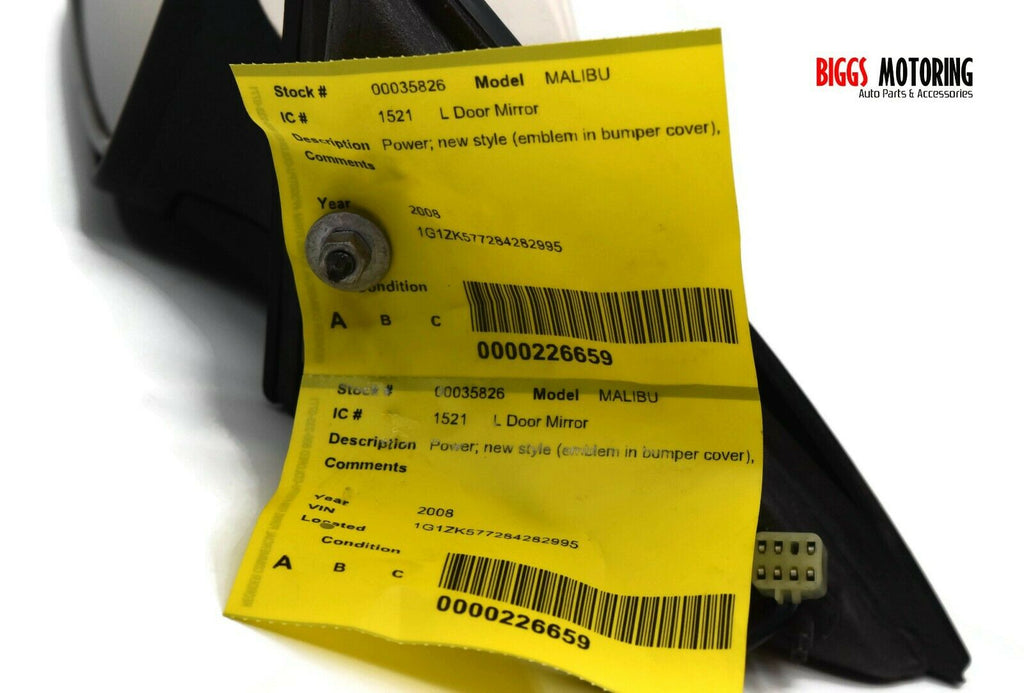 BIGGS MOTORING
Auto Parts & Accessories
Stock # 00035826 Model MALIBU
IC # 1521 L Door Mirror
Description Power; new style (emblem in bumper cover),
Comments
Year 2008
1G1ZK577284282995
Condition
A B C
0000226659
Stock # 00035826 Model MALIBU
IC # 1521 L Door Mirror
Description Power; new style (emblem in bumper cover),
Comments
Year 2008
VIN 1G1ZK577284282995
Located
Condition
A B C
0000226659